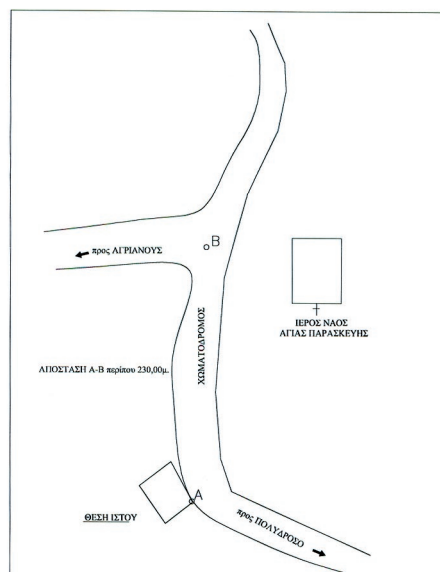 B
προς ΑΓΡΙΑΝΟΥΣ
ΙΕΡΟΣ ΝΑΟΣ
ΑΓΙΑΣ ΠΑΡΑΣΚΕΥΗΣ
ΧΩΜΑΤΟΔΡΟΜΟΣ
ΑΠΟΣΤΑΣΗ Α-Β περίπου 230,00μ.
A
ΘΕΣΗ ΙΣΤΟΥ
προς ΠΟΛΥΔΡΟΣΟ